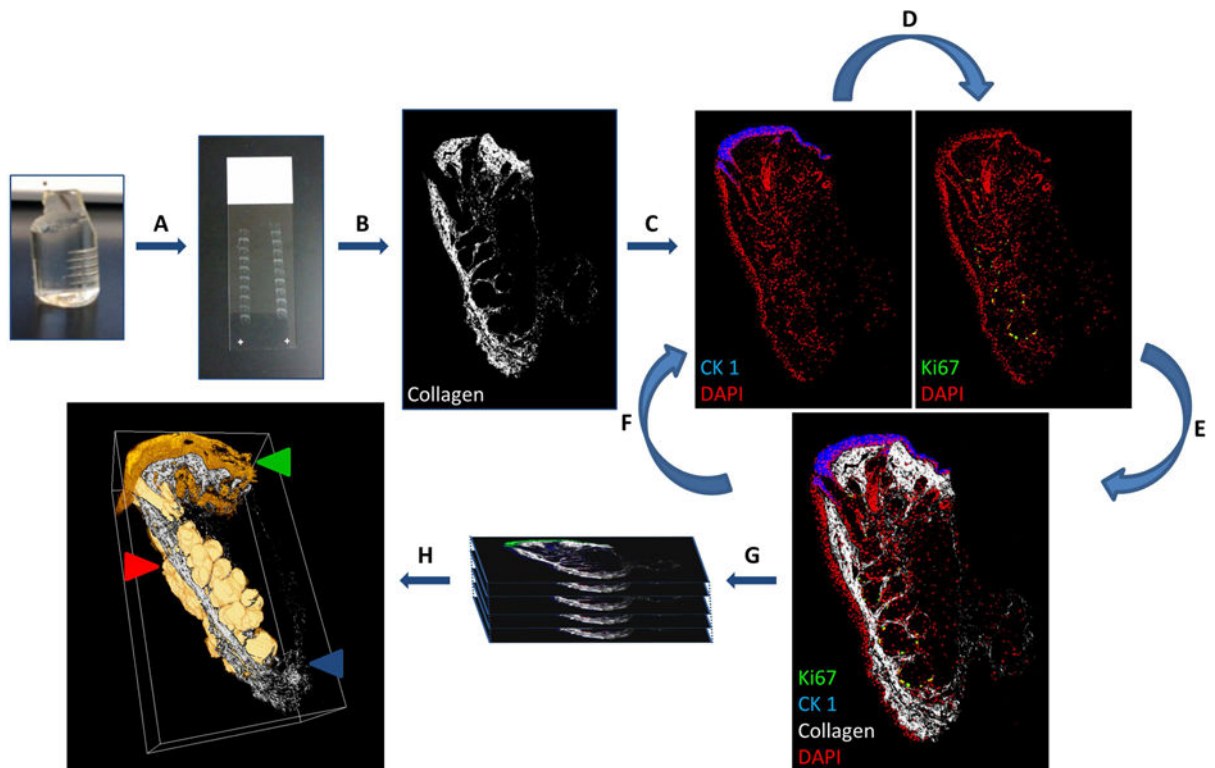 D
A
B
C
Collagen
CK 1
DAPI
Ki67
DAPI
F
E
H
G
Ki67
CK 1
Collagen
DAPI